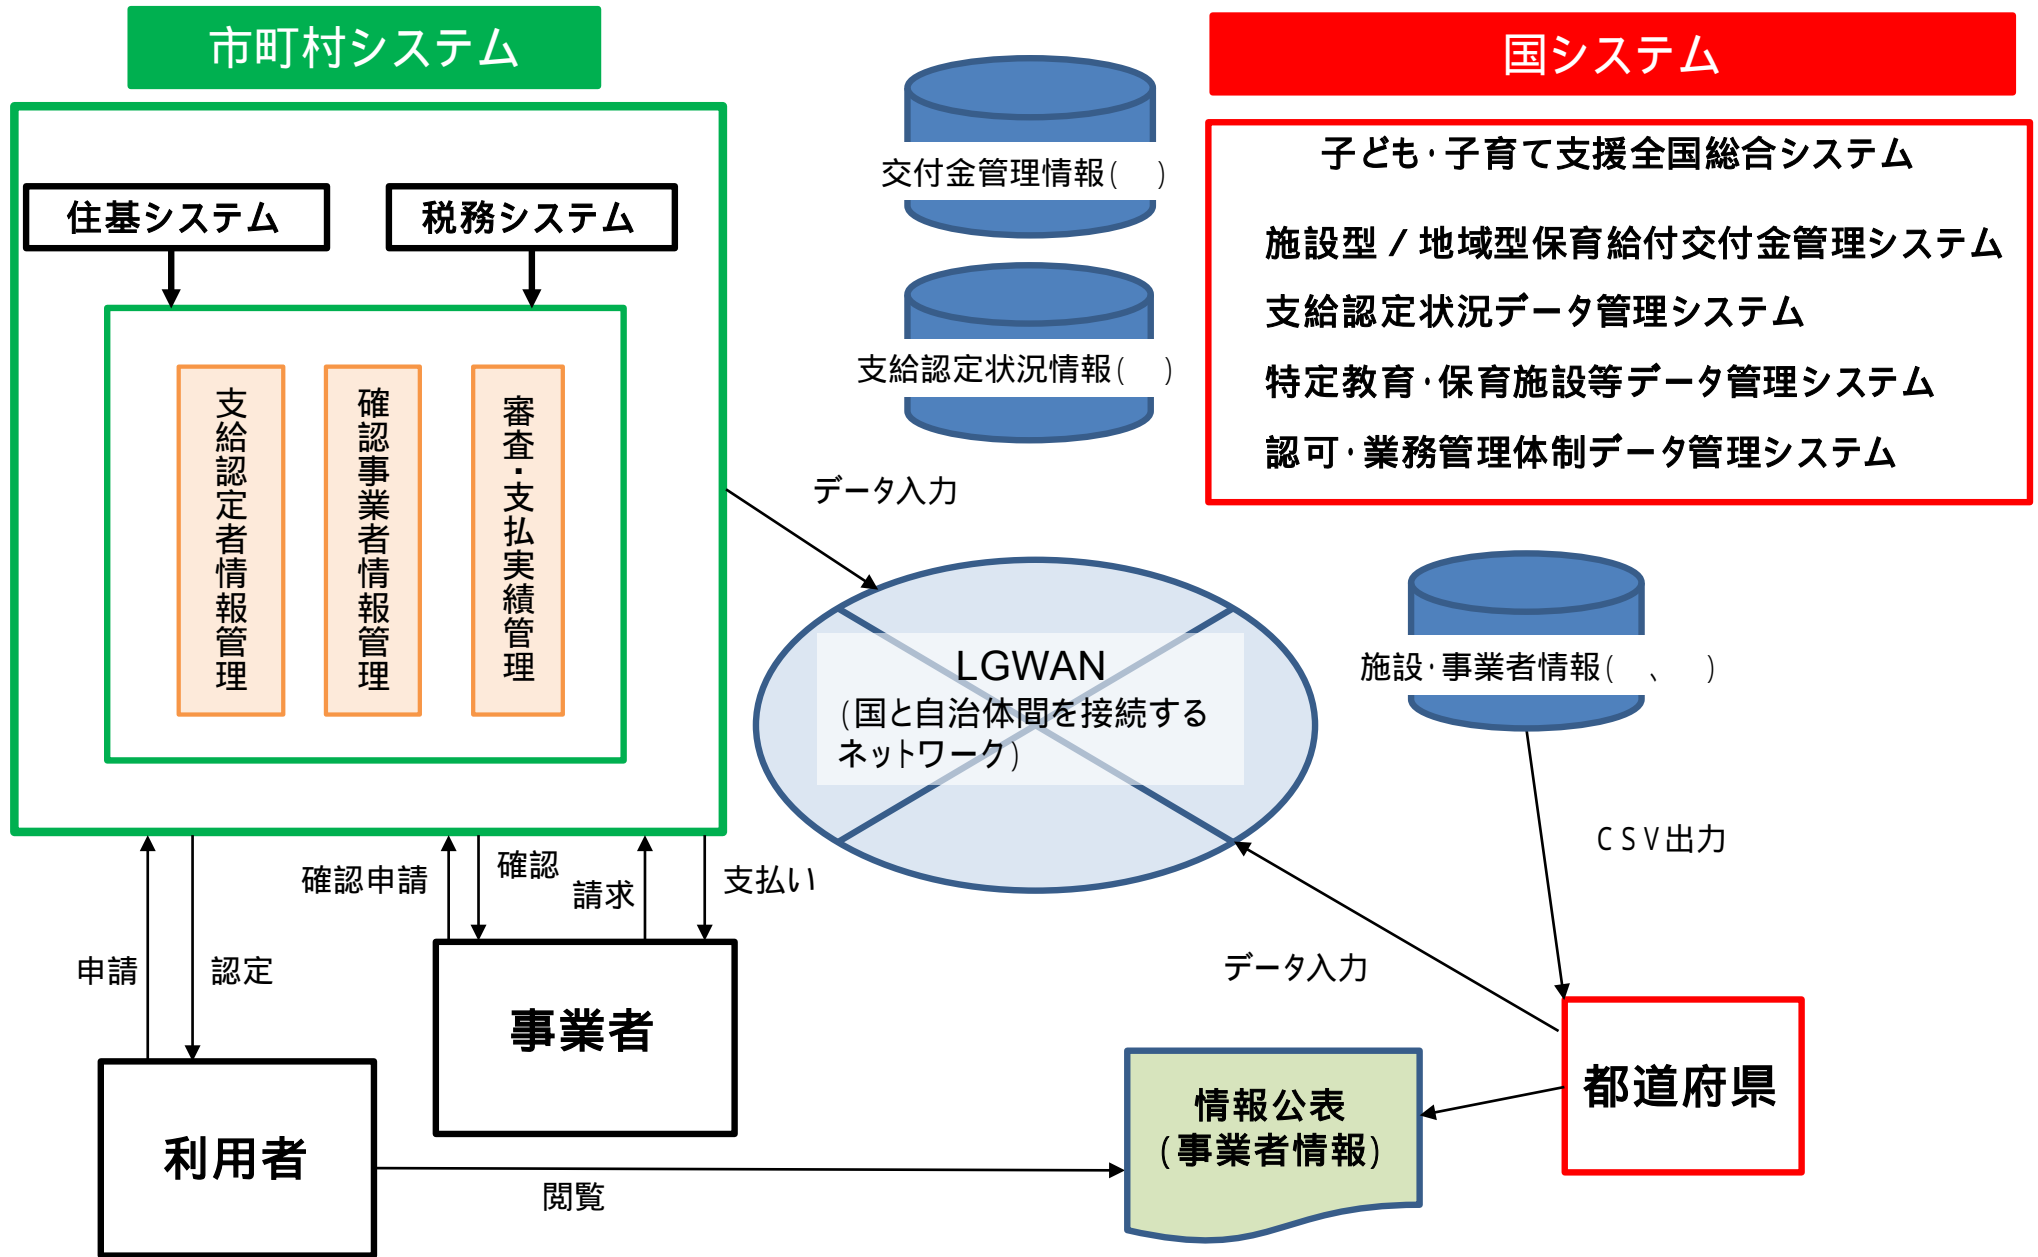 市町村システム
国システム
子ども・子育て支援全国総合システム
施設型/地域型保育給付交付金管理システム
支給認定状況データ管理システム
特定教育・保育施設等データ管理システム
認可・業務管理体制データ管理システム
交付金管理情報( )
支給認定状況情報( )
住基システム
税務システム
支給認定者情報管理
確認事業者情報管理
審査・支払実績管理
データ入力
LGWAN
(国と自治体間を接続する
ネットワーク)
施設・事業者情報( 、 )
CSV出力
確認申請
確認
請求
支払い
申請
認定
データ入力
事業者
利用者
閲覧
情報公表
(事業者情報)
都道府県